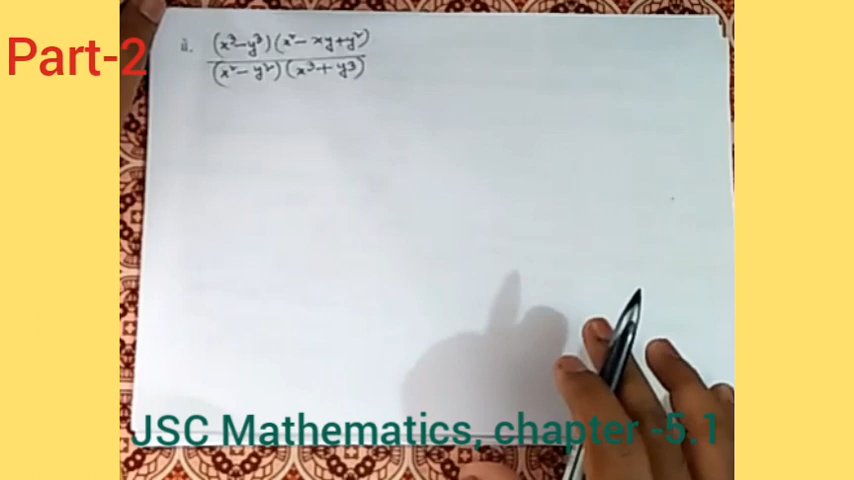 Part-2
ii. (x³-y³)(x²-xy+y²)
(x²-y²)(x³+y3)
JSC Mathematics, chapter -5.1